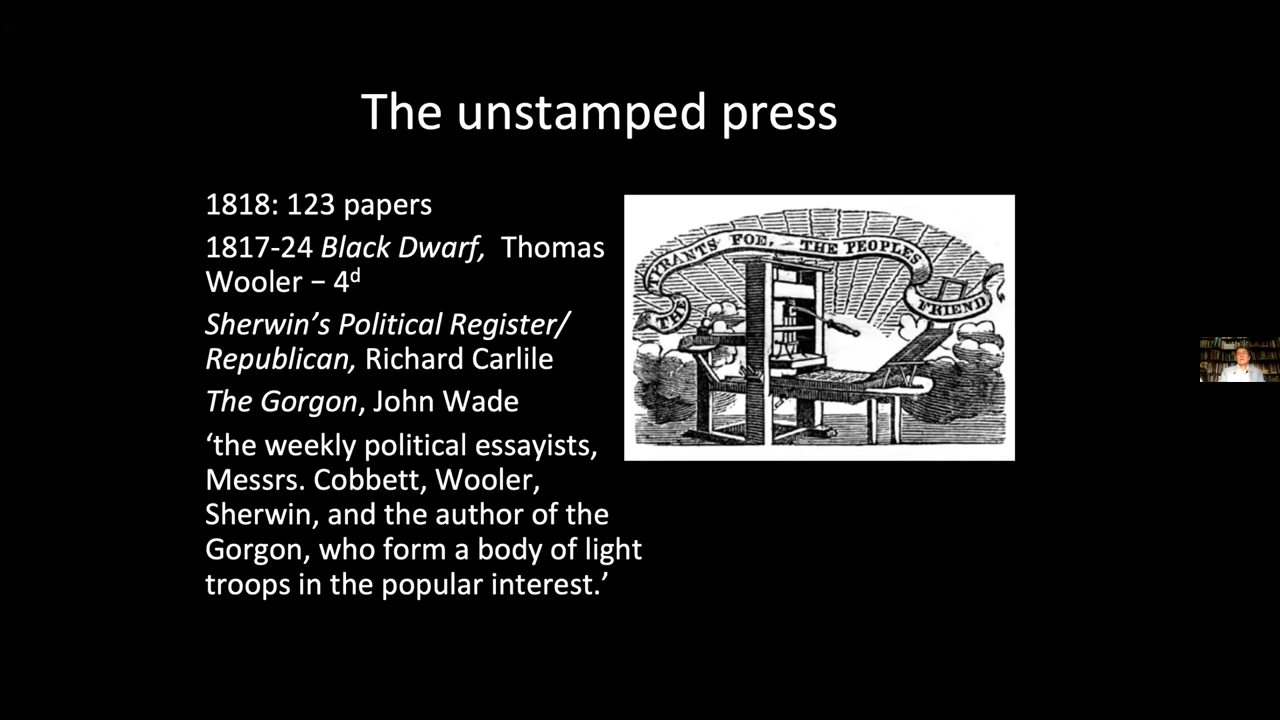 The unstamped press
1818: 123 papers
1817-24 Black Dwarf, Thomas
Wooler – 4ᵈ
Sherwin’s Political Register/
Republican, Richard Carlile
The Gorgon, John Wade
‘the weekly political essayists,
Messrs. Cobbett, Wooler,
Sherwin, and the author of the
Gorgon, who form a body of light
troops in the popular interest.’
THE TYRANTS FOE, THE PEOPLES FRIEND